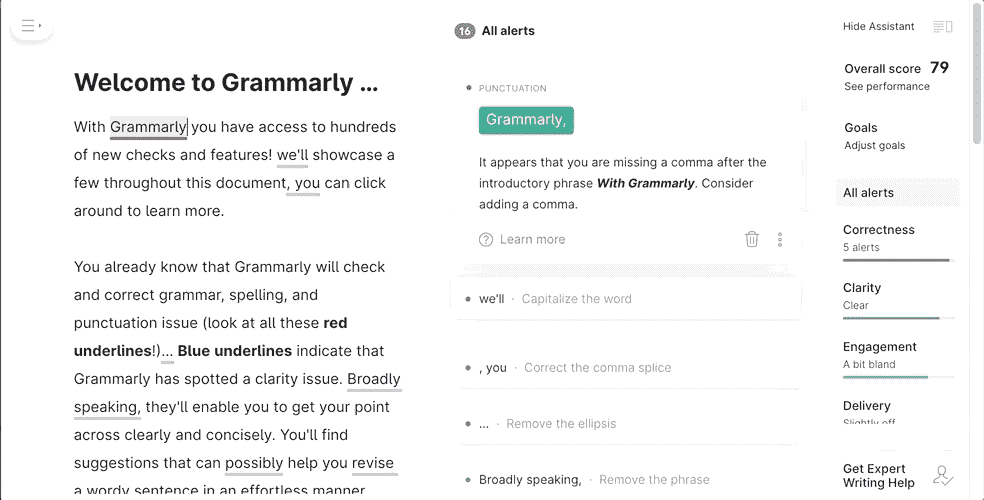 Welcome to Grammarly ...
With Grammarly you have access to hundreds
of new checks and features! we'll showcase a
few throughout this document, you can click
around to learn more.
You already know that Grammarly will check
and correct grammar, spelling, and
punctuation issue (look at all these red
underlines!)... Blue underlines indicate that
Grammarly has spotted a clarity issue. Broadly
speaking, they'll enable you to get your point
across clearly and concisely. You'll find
suggestions that can possibly help you revise
a wordy sentence in an effortless manner
16 All alerts
PUNCTUATION
Grammarly,
It appears that you are missing a comma after the
introductory phrase With Grammarly. Consider
adding a comma.
Learn more
we'll · Capitalize the word
, you · Correct the comma splice
... · Remove the ellipsis
Broadly speaking, · Remove the phrase
Hide Assistant
Overall score 79
See performance
Goals
Adjust goals
All alerts
Correctness
5 alerts
Clarity
Clear
Engagement
A bit bland
Delivery
Slightly off
Get Expert
Writing Help